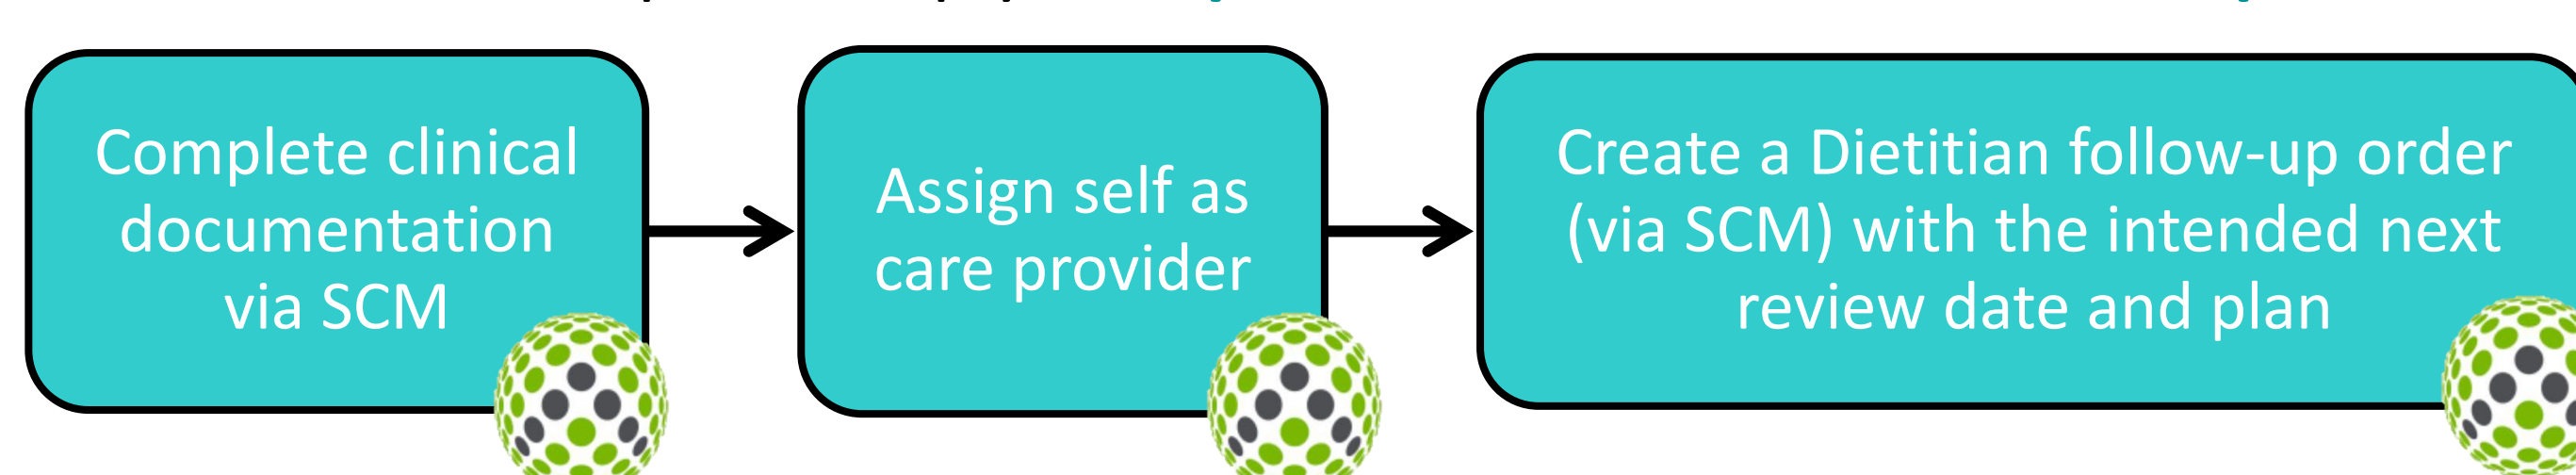 Complete clinical
documentation
via SCM
Assign self as
care provider
Create a Dietitian follow-up order
(via SCM) with the intended next
review date and plan